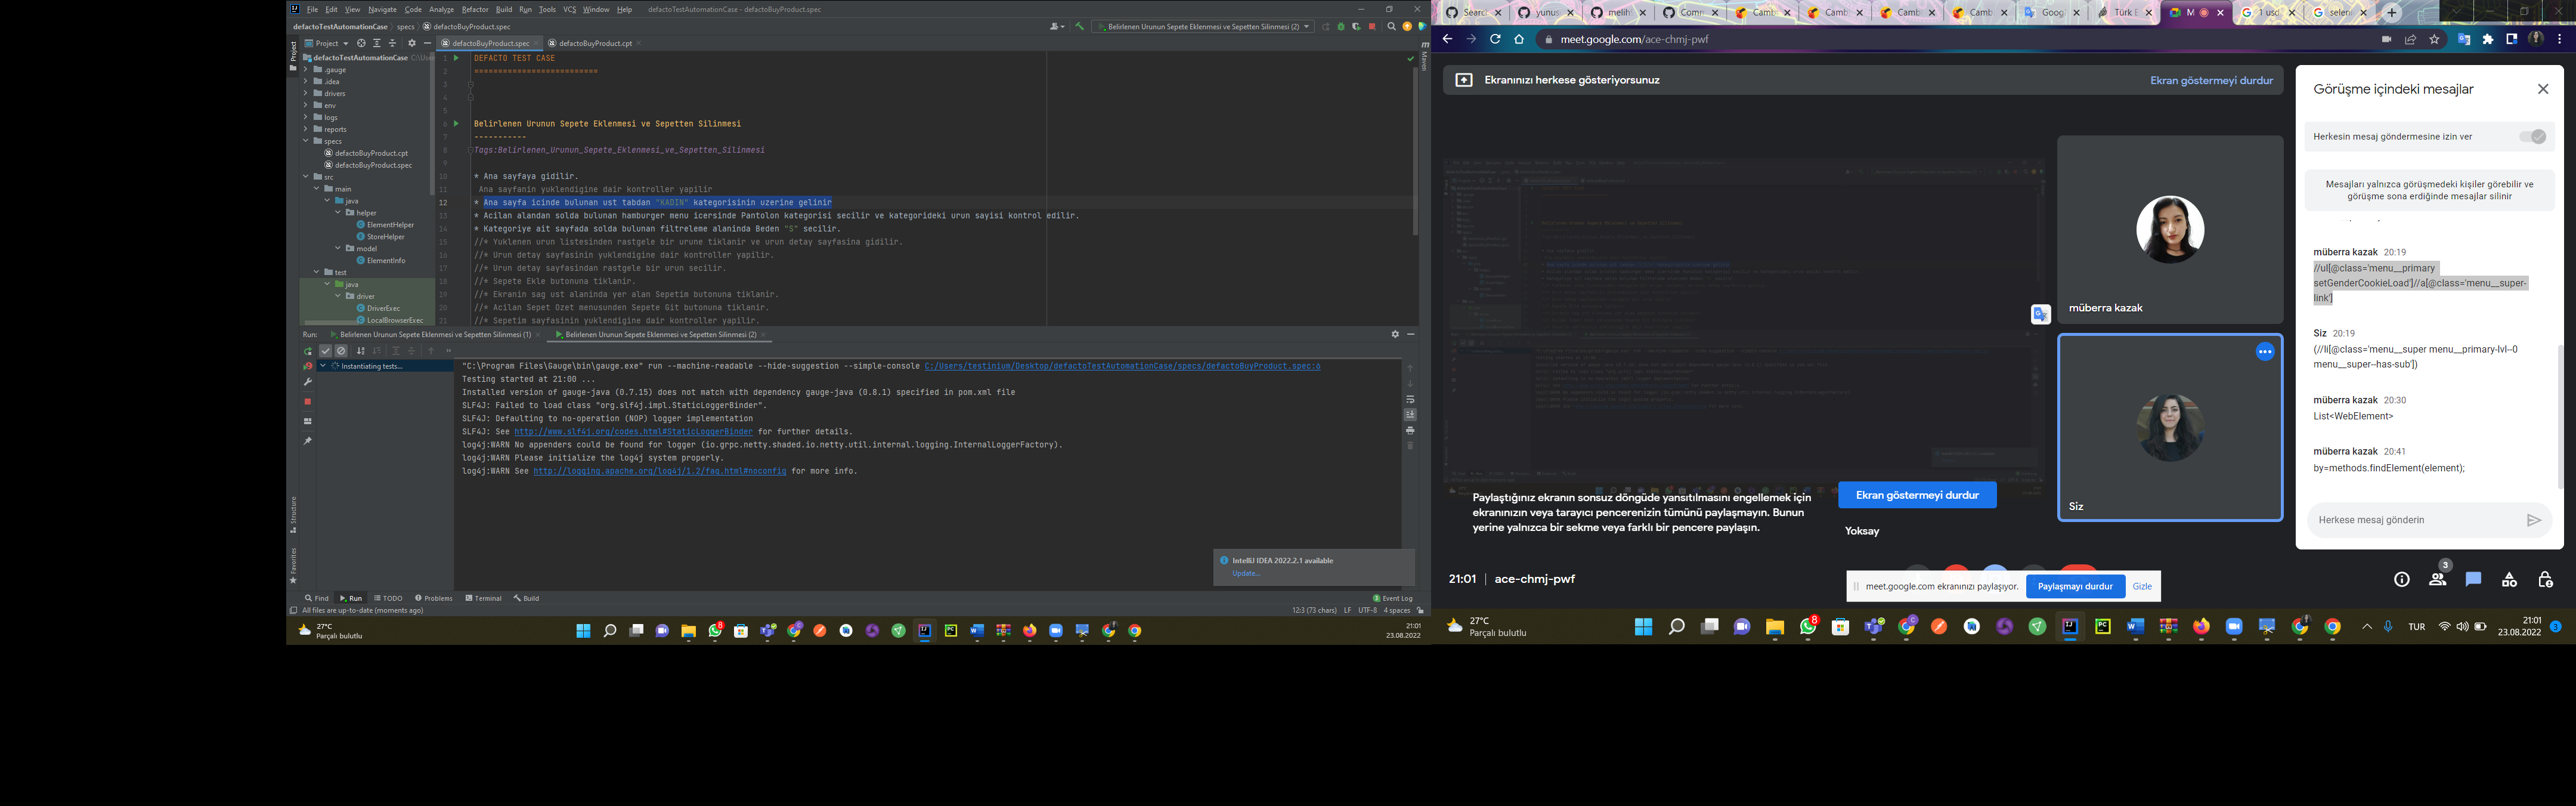 File Edit View Navigate Code Analyze Refactor Build Run Tools VCS Window Help defactoTestAutomationCase - defactoBuyProduct.spec
defactoTestAutomationCase specs defactoBuyProduct.spec
Belirlenen Urunun Sepete Eklenmesi ve Sepetten Silinmesi (2)
Project
defactoBuyProduct.spec
defactoBuyProduct.cpt
defactoTestAutomationCase
.gauge
.idea
drivers
env
logs
reports
specs
defactoBuyProduct.cpt
defactoBuyProduct.spec
src
main
java
helper
ElementHelper
StoreHelper
model
ElementInfo
test
java
driver
DriverExec
LocalBrowserExec
1 DEFACTO TEST CASE
2 ==========================
3
4
5
6 Belirlenen Urunun Sepete Eklenmesi ve Sepetten Silinmesi
7 -----------
8 Tags:Belirlenen_Urunun_Sepete_Eklenmesi_ve_Sepetten_Silinmesi
9
10 * Ana sayfaya gidilir.
11 Ana sayfanin yuklendigine dair kontroller yapilir
12 * Ana sayfa icinde bulunan ust tabdan "KADIN" kategorisinin uzerine gelinir
13 * Acilan alandan solda bulunan hamburger menu icersinde Pantolon kategorisi secilir ve kategorideki urun sayisi kontrol edilir.
14 * Kategoriye ait sayfada solda bulunan filtreleme alaninda Beden "S" secilir.
15 //* Yuklenen urun listesinden rastgele bir urune tiklanir ve urun detay sayfasina gidilir.
16 //* Urun detay sayfasinin yuklendigine dair kontroller yapilir.
17 //* Urun detay sayfasindan rastgele bir urun secilir.
18 //* Sepete Ekle butonuna tiklanir.
19 //* Ekranin sag ust alaninda yer alan Sepetim butonuna tiklanir.
20 //* Acilan Sepet Ozet menusunden Sepete Git butonuna tiklanir.
21 //* Sepetim sayfasinin yuklendigine dair kontroller yapilir.
Maven
Run: Belirlenen Urunun Sepete Eklenmesi ve Sepetten Silinmesi (1) Belirlenen Urunun Sepete Eklenmesi ve Sepetten Silinmesi (2)
Instantiating tests...
"C:\Program Files\Gauge\bin\gauge.exe" run --machine-readable --hide-suggestion --simple-console C:/Users/testinium/Desktop/defactoTestAutomationCase/specs/defactoBuyProduct.spec:6
Testing started at 21:00 ...
Installed version of gauge-java (0.7.15) does not match with dependency gauge-java (0.8.1) specified in pom.xml file
SLF4J: Failed to load class "org.slf4j.impl.StaticLoggerBinder".
SLF4J: Defaulting to no-operation (NOP) logger implementation
SLF4J: See http://www.slf4j.org/codes.html#StaticLoggerBinder for further details.
log4j:WARN No appenders could be found for logger (io.grpc.netty.shaded.io.netty.util.internal.logging.InternalLoggerFactory).
log4j:WARN Please initialize the log4j system properly.
log4j:WARN See http://logging.apache.org/log4j/1.2/faq.html#noconfig for more info.
Structure
Favorites
IntelliJ IDEA 2022.2.1 available
Update...
Find Run TODO Problems Terminal Build
3 Event Log
All files are up-to-date (moments ago)
12:3 (73 chars) LF UTF-8 4 spaces
27°C
Parçalı bulutlu
8
21:01
23.08.2022
Searc yunus melih Com Camb Camb Camb Camb Goog Türk E M 1 usd selen
meet.google.com/ace-chmj-pwf
Ekranınızı herkese gösteriyorsunuz
Ekran göstermeyi durdur
Paylaştığınız ekranın sonsuz döngüde yansıtılmasını engellemek için
ekranınızın veya tarayıcı pencerenizin tümünü paylaşmayın. Bunun
yerine yalnızca bir sekme veya farklı bir pencere paylaşın.
Ekran göstermeyi durdur
Yoksay
müberra kazak
Siz
Görüşme içindeki mesajlar
Herkesin mesaj göndermesine izin ver
Mesajları yalnızca görüşmedeki kişiler görebilir ve
görüşme sona erdiğinde mesajlar silinir
müberra kazak 20:19
//ul[@class='menu__primary
setGenderCookieLoad']//a[@class='menu__super-
link']
Siz 20:19
(//li[@class='menu__super menu__primary-lvl--0
menu__super--has-sub'])
müberra kazak 20:30
List<WebElement>
müberra kazak 20:41
by=methods.findElement(element);
Herkese mesaj gönderin
21:01 | ace-chmj-pwf
meet.google.com ekranınızı paylaşıyor.
Paylaşmayı durdur
Gizle
3
27°C
Parçalı bulutlu
8
TUR
21:01
23.08.2022
3